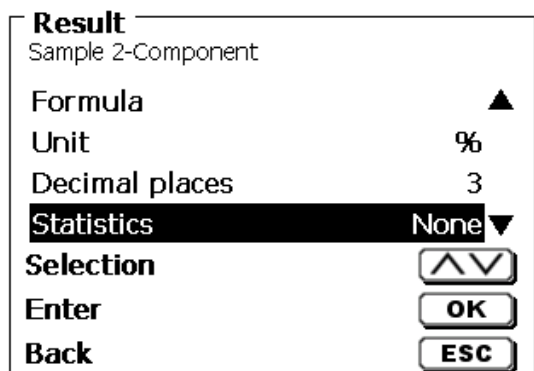 Result
Sample 2-Component
Formula
Unit %
Decimal places 3
Statistics None
Selection
Enter OK
Back ESC